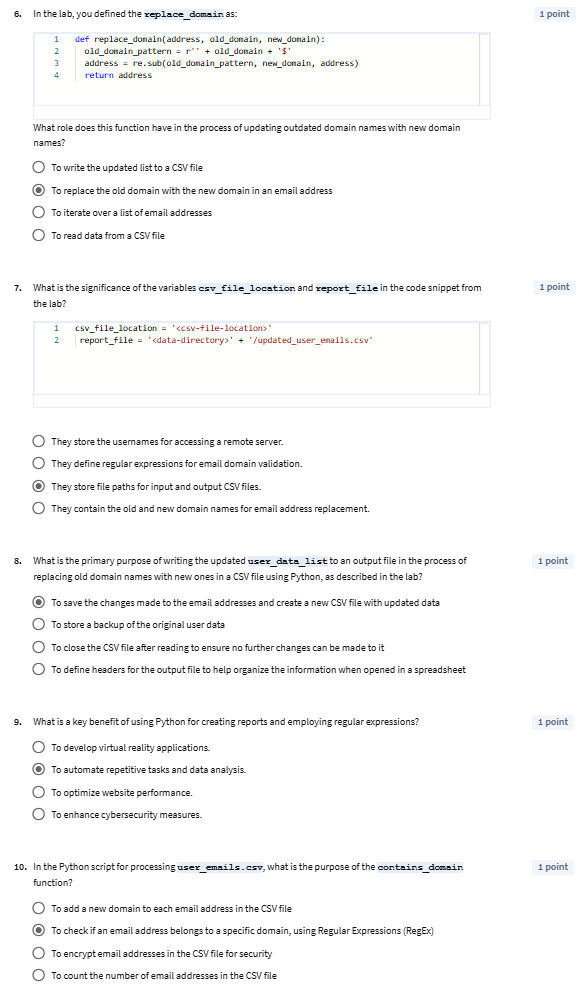 6. In the lab, you defined the replace_domain as: 1 point
1 def replace_domain(address, old_domain, new_domain):
2 old_domain_pattern = r'' + old_domain + '$'
3 address = re.sub(old_domain_pattern, new_domain, address)
4 return address
What role does this function have in the process of updating outdated domain names with new domain
names?
To write the updated list to a CSV file
To replace the old domain with the new domain in an email address
To iterate over a list of email addresses
To read data from a CSV file
7. What is the significance of the variables csv_file_location and report_file in the code snippet from 1 point
the lab?
1 csv_file_location = '<csv-file-location>'
2 report_file = '<data-directory>' + '/updated_user_emails.csv'
They store the usernames for accessing a remote server.
They define regular expressions for email domain validation.
They store file paths for input and output CSV files.
They contain the old and new domain names for email address replacement.
8. What is the primary purpose of writing the updated user_data_list to an output file in the process of 1 point
replacing old domain names with new ones in a CSV file using Python, as described in the lab?
To save the changes made to the email addresses and create a new CSV file with updated data
To store a backup of the original user data
To close the CSV file after reading to ensure no further changes can be made to it
To define headers for the output file to help organize the information when opened in a spreadsheet
9. What is a key benefit of using Python for creating reports and employing regular expressions? 1 point
To develop virtual reality applications.
To automate repetitive tasks and data analysis.
To optimize website performance.
To enhance cybersecurity measures.
10. In the Python script for processing user_emails.csv, what is the purpose of the contains_domain 1 point
function?
To add a new domain to each email address in the CSV file
To check if an email address belongs to a specific domain, using Regular Expressions (RegEx)
To encrypt email addresses in the CSV file for security
To count the number of email addresses in the CSV file